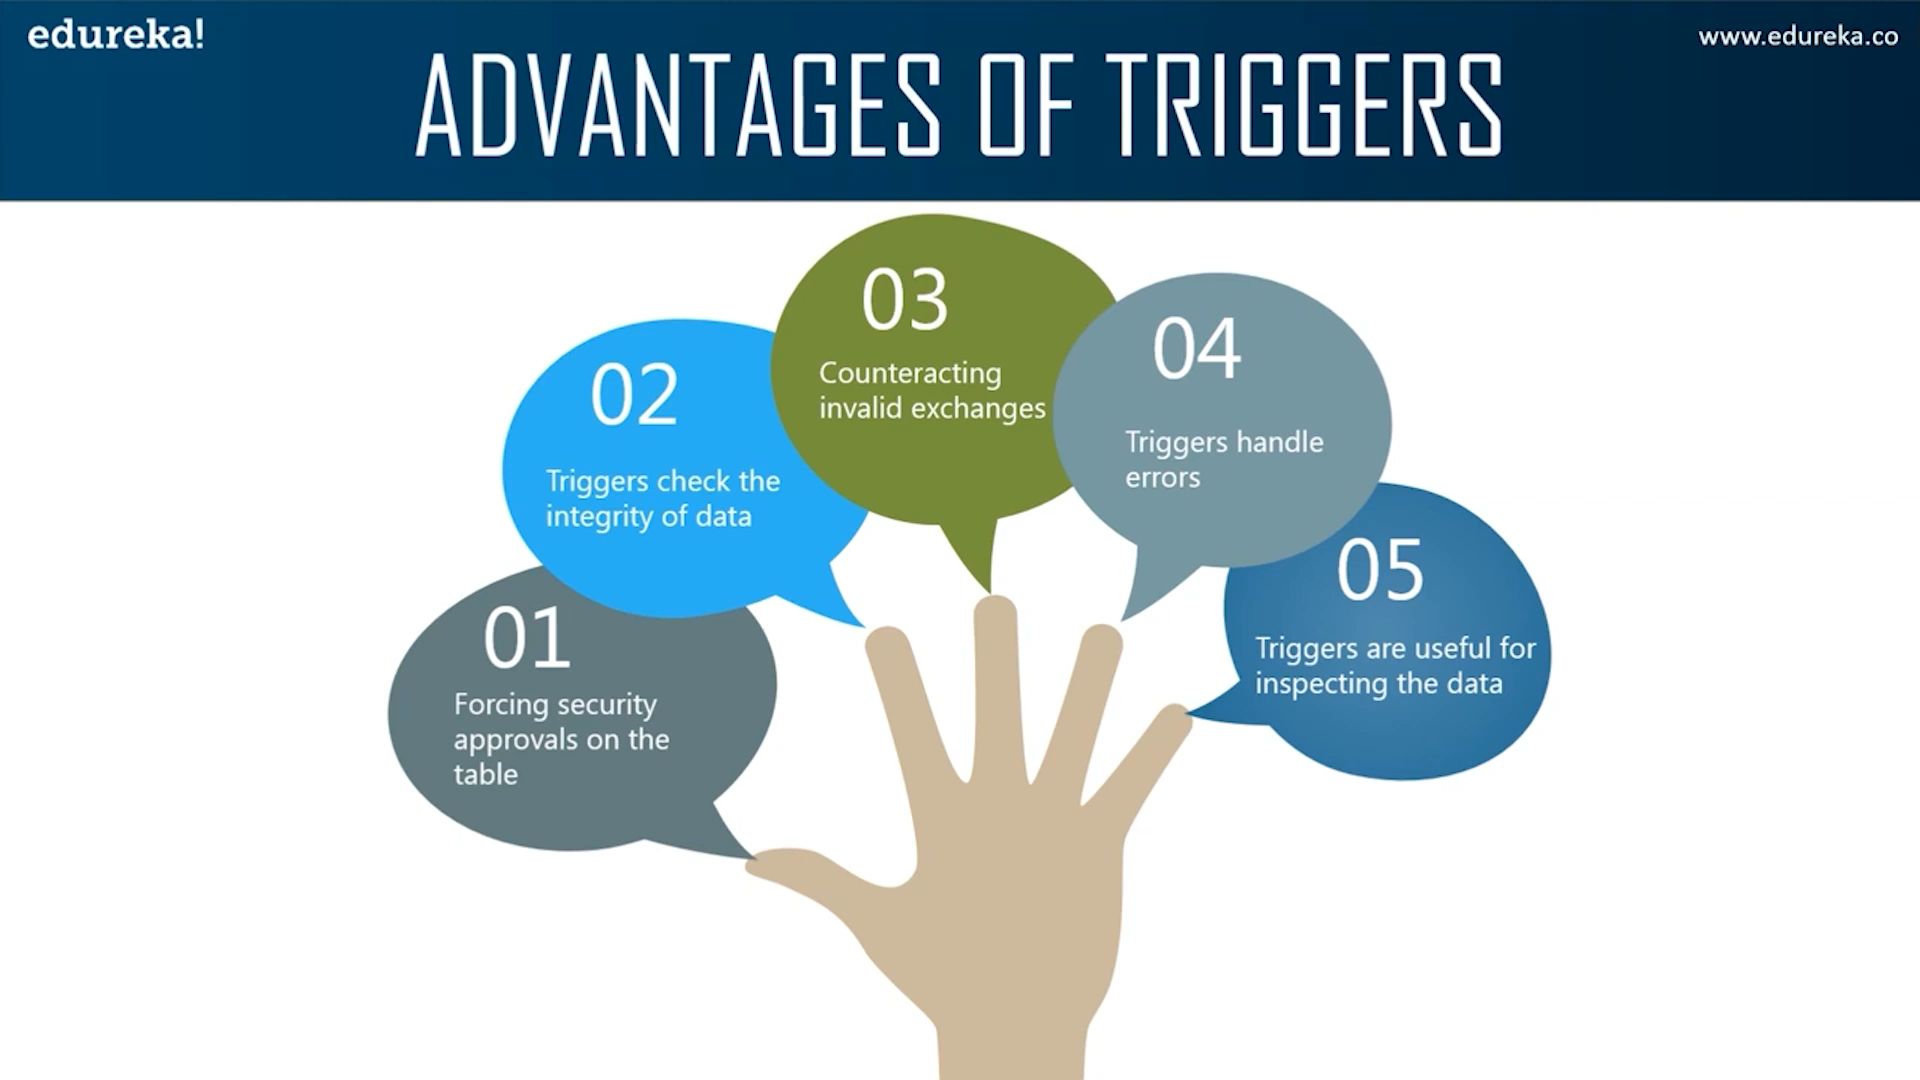 edureka!
www.edureka.co
ADVANTAGES OF TRIGGERS
01
Forcing security
approvals on the
table
02
Triggers check the
integrity of data
03
Counteracting
invalid exchanges
04
Triggers handle
errors
05
Triggers are useful for
inspecting the data